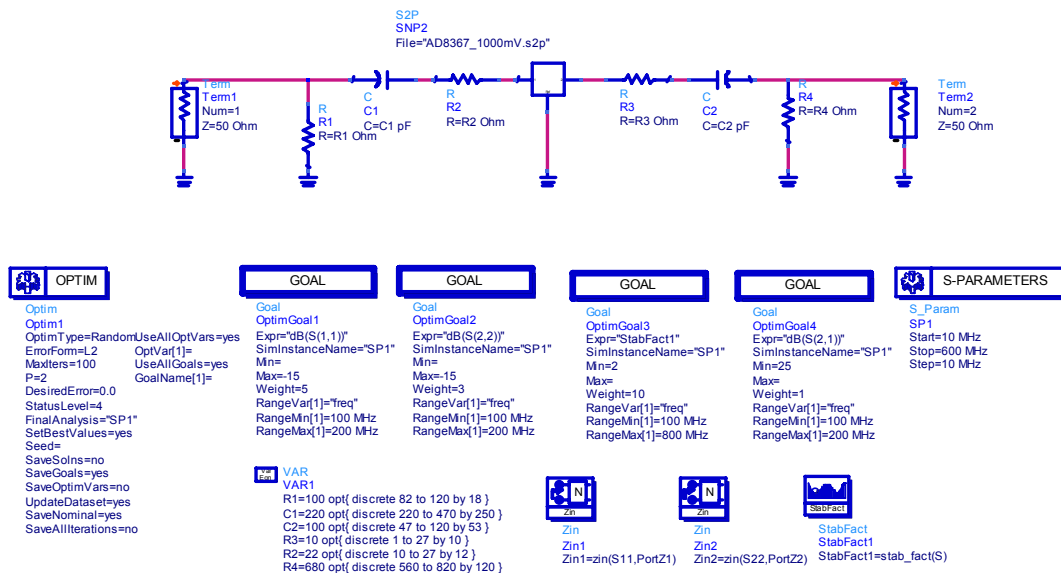 S2P
SNP2
File="AD8367_1000mV.s2p"
Term
Term1
Num=1
Z=50 Ohm
R
R1
R=R1 Ohm
C
C1
C=C1 pF
R
R2
R=R2 Ohm
R
R3
R=R3 Ohm
C
C2
C=C2 pF
R
R4
R=R4 Ohm
Term
Term2
Num=2
Z=50 Ohm
OPTIM
Optim
Optim1
OptimType=Random
ErrorForm=L2
MaxIters=100
P=2
DesiredError=0.0
StatusLevel=4
FinalAnalysis="SP1"
SetBestValues=yes
Seed=
SaveSolns=no
SaveGoals=yes
SaveOptimVars=no
UpdateDataset=yes
SaveNominal=yes
SaveAllIterations=no
UseAllOptVars=yes
OptVar[1]=
UseAllGoals=yes
GoalName[1]=
GOAL
Goal
OptimGoal1
Expr="dB(S(1,1))"
SimInstanceName="SP1"
Min=
Max=-15
Weight=5
RangeVar[1]="freq"
RangeMin[1]=100 MHz
RangeMax[1]=200 MHz
GOAL
Goal
OptimGoal2
Expr="dB(S(2,2))"
SimInstanceName="SP1"
Min=
Max=-15
Weight=3
RangeVar[1]="freq"
RangeMin[1]=100 MHz
RangeMax[1]=200 MHz
GOAL
Goal
OptimGoal3
Expr="StabFact1"
SimInstanceName="SP1"
Min=2
Max=
Weight=10
RangeVar[1]="freq"
RangeMin[1]=100 MHz
RangeMax[1]=800 MHz
GOAL
Goal
OptimGoal4
Expr="dB(S(2,1))"
SimInstanceName="SP1"
Min=25
Max=
Weight=1
RangeVar[1]="freq"
RangeMin[1]=100 MHz
RangeMax[1]=200 MHz
S-PARAMETERS
S_Param
SP1
Start=10 MHz
Stop=600 MHz
Step=10 MHz
Var
Eqn
VAR
VAR1
R1=100 opt{ discrete 82 to 120 by 18 }
C1=220 opt{ discrete 220 to 470 by 250 }
C2=100 opt{ discrete 47 to 120 by 53 }
R3=10 opt{ discrete 1 to 27 by 10 }
R2=22 opt{ discrete 10 to 27 by 12 }
R4=680 opt{ discrete 560 to 820 by 120 }
N
Zin
Zin
Zin1
Zin1=zin(S11,PortZ1)
N
Zin
Zin
Zin2
Zin2=zin(S22,PortZ2)
StabFact
StabFact
StabFact1
StabFact1=stab_fact(S)